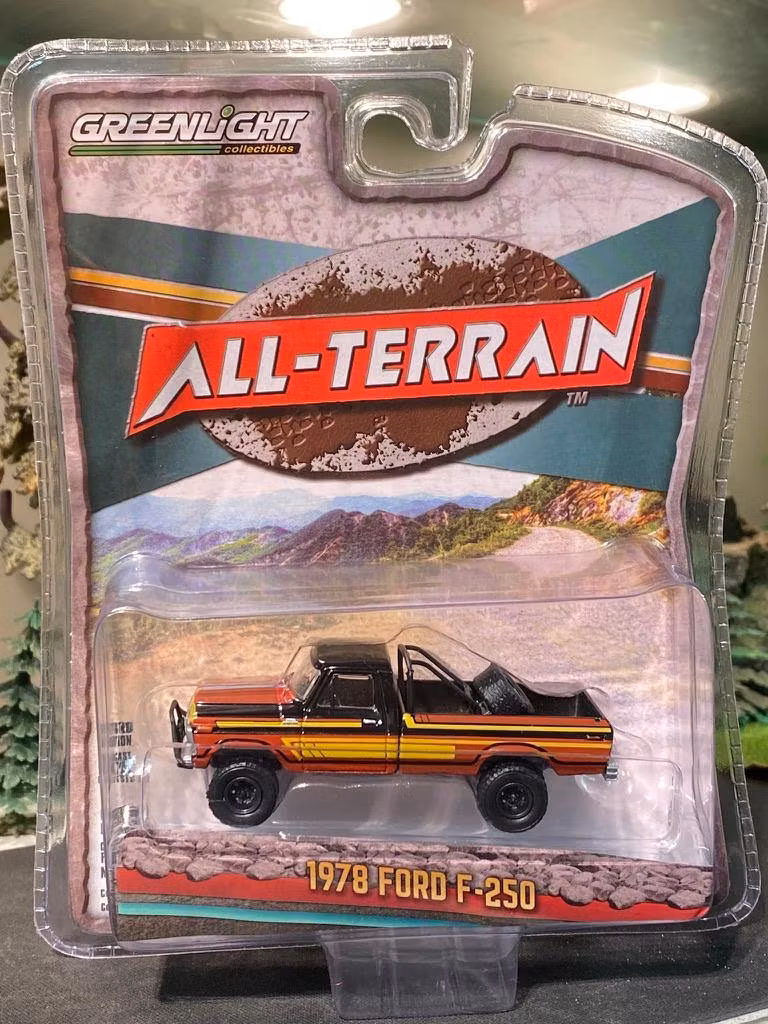 GREENLiGHT
collectibles
ALL-TERRAIN
TM
1978 FORD F-250